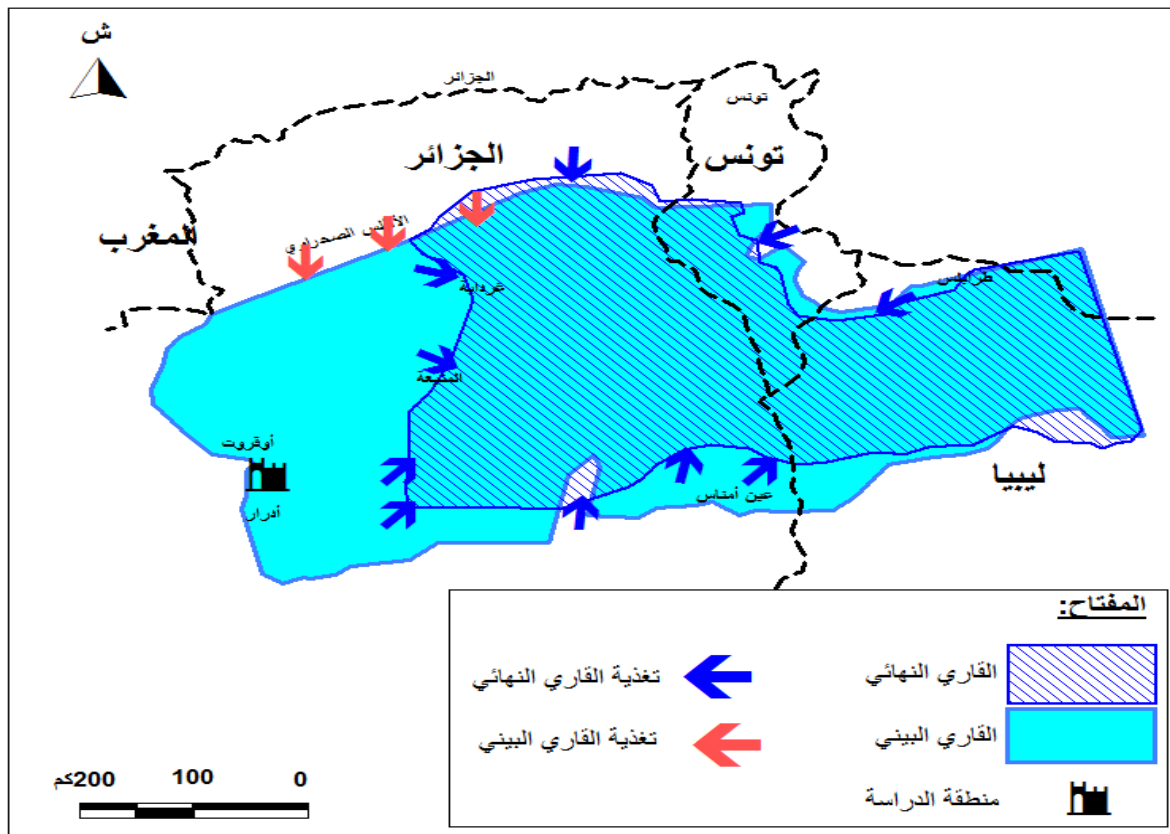 ش
الجزائر
تونس
الجزائر
تونس
المغرب
الأطلس الصحراوي
غرداية
طرابلس
المنيعة
أوقروت
أدرار
عين أمناس
ليبيا
المفتاح:
القاري النهائي
تغذية القاري النهائي
القاري البيني
تغذية القاري البيني
منطقة الدراسة
0 100 200كم